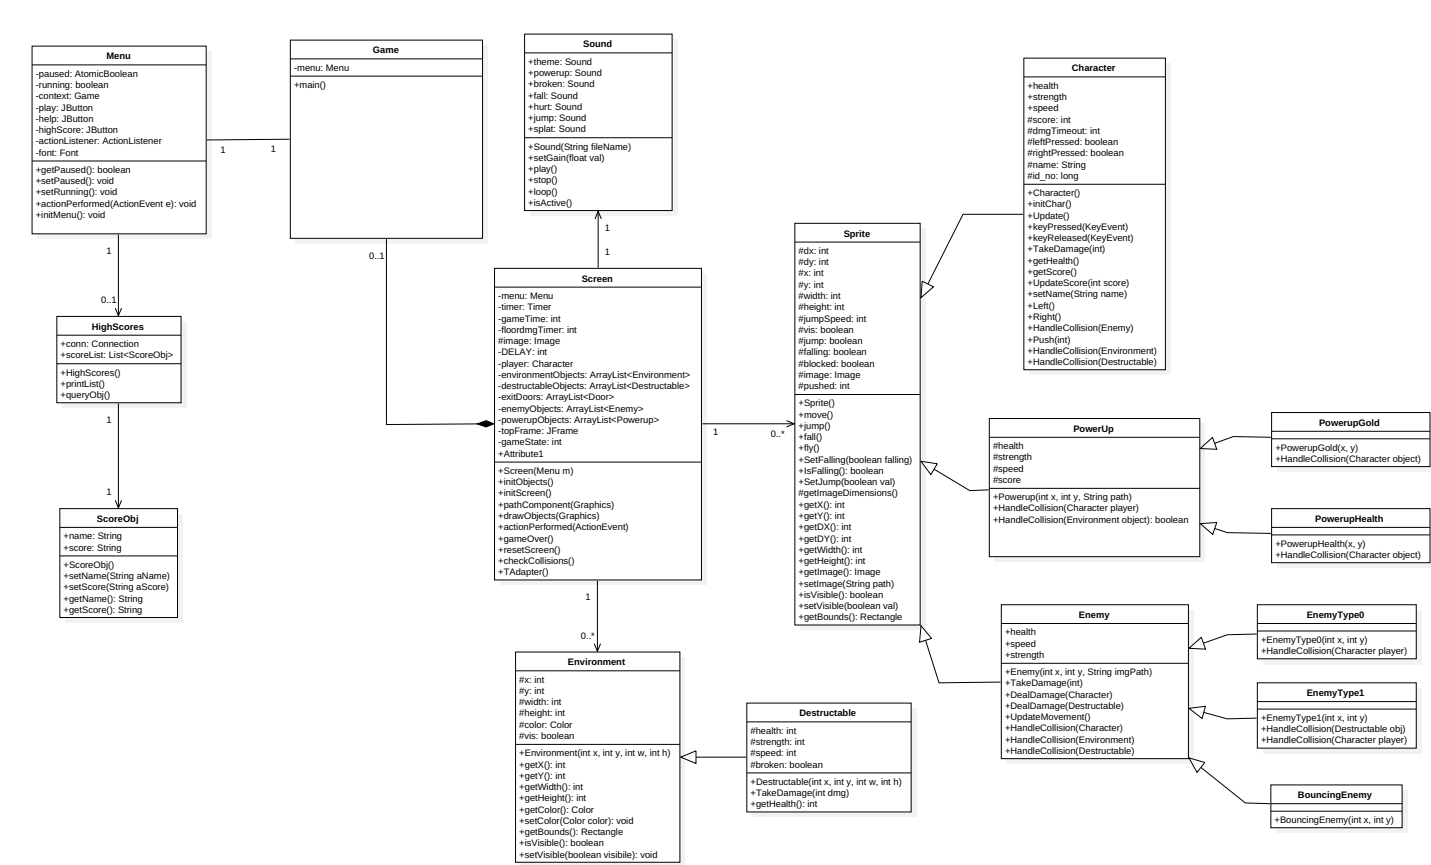 Menu
-paused: AtomicBoolean
-running: boolean
-context: Game
-play: JButton
-help: JButton
-highScore: JButton
-actionListener: ActionListener
-font: Font
+getPaused(): boolean
+setPaused(): void
+setRunning(): void
+actionPerformed(ActionEvent e): void
+initMenu(): void
1
1
Game
-menu: Menu
+main()
0..1
1
0..1
HighScores
+conn: Connection
+scoreList: List<ScoreObj>
+HighScores()
+printList()
+queryObj()
1
1
ScoreObj
+name: String
+score: String
+ScoreObj()
+setName(String aName)
+setScore(String aScore)
+getName(): String
+getScore(): String
Sound
+theme: Sound
+powerup: Sound
+broken: Sound
+fall: Sound
+hurt: Sound
+jump: Sound
+splat: Sound
+Sound(String fileName)
+setGain(float val)
+play()
+stop()
+loop()
+isActive()
1
1
Screen
-menu: Menu
-timer: Timer
-gameTime: int
-floordmgTimer: int
#image: Image
-DELAY: int
-player: Character
-environmentObjects: ArrayList<Environment>
-destructableObjects: ArrayList<Destructable>
-exitDoors: ArrayList<Door>
-enemyObjects: ArrayList<Enemy>
-powerupObjects: ArrayList<Powerup>
-topFrame: JFrame
-gameState: int
+Attribute1
+Screen(Menu m)
+initObjects()
+initScreen()
+pathComponent(Graphics)
+drawObjects(Graphics)
+actionPerformed(ActionEvent)
+gameOver()
+resetScreen()
+checkCollisions()
+TAdapter()
1
0..*
1
0..*
Environment
#x: int
#y: int
#width: int
#height: int
#color: Color
#vis: boolean
+Environment(int x, int y, int w, int h)
+getX(): int
+getY(): int
+getWidth(): int
+getHeight(): int
+getColor(): Color
+setColor(Color color): void
+getBounds(): Rectangle
+isVisible(): boolean
+setVisible(boolean visibile): void
Destructable
#health: int
#strength: int
#speed: int
#broken: boolean
+Destructable(int x, int y, int w, int h)
+TakeDamage(int dmg)
+getHealth(): int
Sprite
#dx: int
#dy: int
#x: int
#y: int
#width: int
#height: int
#jumpSpeed: int
#vis: boolean
#jump: boolean
#falling: boolean
#blocked: boolean
#image: Image
#pushed: int
+Sprite()
+move()
+jump()
+fall()
+fly()
+SetFalling(boolean falling)
+IsFalling(): boolean
+SetJump(boolean val)
#getImageDimensions()
+getX(): int
+getY(): int
+getDX(): int
+getDY(): int
+getWidth(): int
+getHeight(): int
+getImage(): Image
+setImage(String path)
+isVisible(): boolean
+setVisible(boolean val)
+getBounds(): Rectangle
Character
+health
+strength
+speed
#score: int
#dmgTimeout: int
#leftPressed: boolean
#rightPressed: boolean
#name: String
#id_no: long
+Character()
+initChar()
+Update()
+keyPressed(KeyEvent)
+keyReleased(KeyEvent)
+TakeDamage(int)
+getHealth()
+getScore()
+UpdateScore(int score)
+setName(String name)
+Left()
+Right()
+HandleCollision(Enemy)
+Push(int)
+HandleCollision(Environment)
+HandleCollision(Destructable)
PowerUp
#health
#strength
#speed
#score
+Powerup(int x, int y, String path)
+HandleCollision(Character player)
+HandleCollision(Environment object): boolean
PowerupGold
+PowerupGold(x, y)
+HandleCollision(Character object)
PowerupHealth
+PowerupHealth(x, y)
+HandleCollision(Character object)
Enemy
+health
+speed
+strength
+Enemy(int x, int y, String imgPath)
+TakeDamage(int)
+DealDamage(Character)
+DealDamage(Destructable)
+UpdateMovement()
+HandleCollision(Character)
+HandleCollision(Environment)
+HandleCollision(Destructable)
EnemyType0
+EnemyType0(int x, int y)
+HandleCollision(Character player)
EnemyType1
+EnemyType1(int x, int y)
+HandleCollision(Destructable obj)
+HandleCollision(Character player)
BouncingEnemy
+BouncingEnemy(int x, int y)